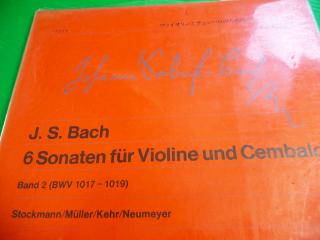 J. S. Bach
6 Sonaten für Violine und Cembalo
Band 2 (BWV 1017 – 1019)
Stockmann/Müller/Kehr/Neumeyer